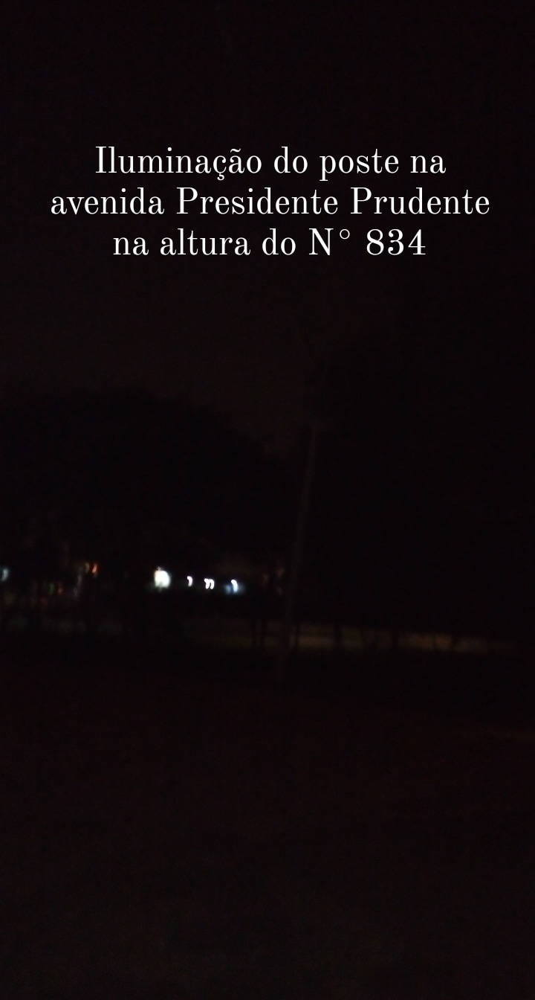 Iluminação do poste na
avenida Presidente Prudente
na altura do N° 834